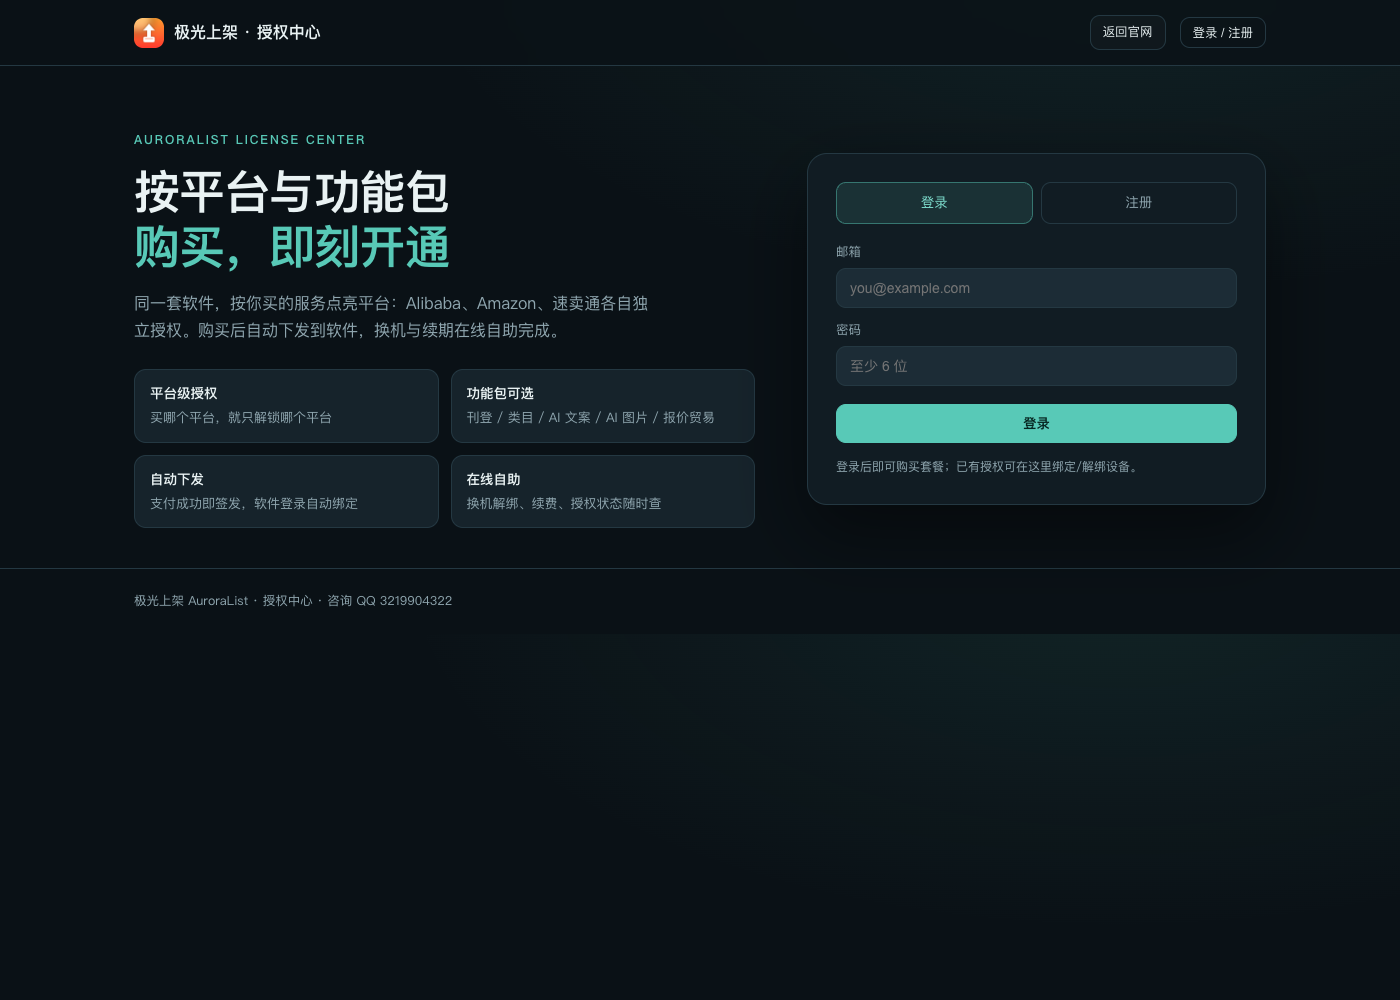 极光上架 · 授权中心
返回官网
登录 / 注册
AURORALIST LICENSE CENTER
按平台与功能包
购买，即刻开通
同一套软件，按你买的服务点亮平台：Alibaba、Amazon、速卖通各自独
立授权。购买后自动下发到软件，换机与续期在线自助完成。
平台级授权
买哪个平台，就只解锁哪个平台
功能包可选
刊登 / 类目 / AI 文案 / AI 图片 / 报价贸易
自动下发
支付成功即签发，软件登录自动绑定
在线自助
换机解绑、续费、授权状态随时查
登录
注册
邮箱
you@example.com
密码
至少 6 位
登录
登录后即可购买套餐；已有授权可在这里绑定/解绑设备。
极光上架 AuroraList · 授权中心 · 咨询 QQ 3219904322